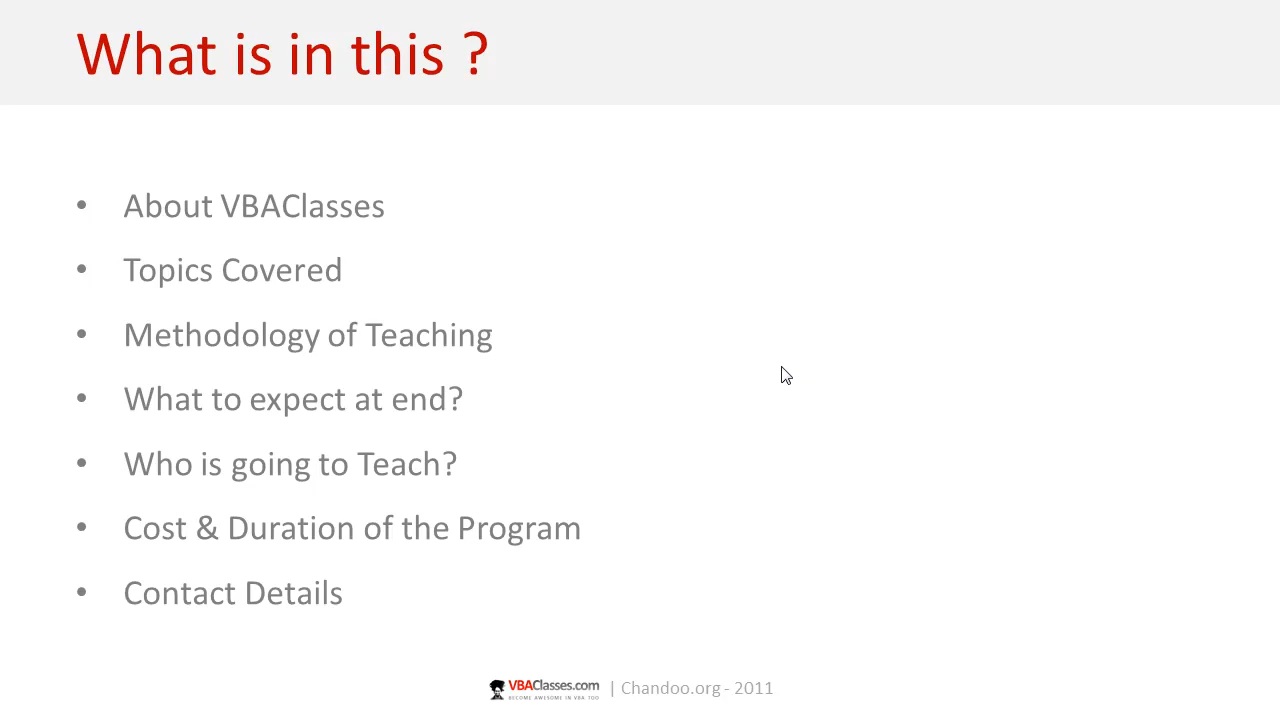 What is in this ?
• About VBAClasses
• Topics Covered
• Methodology of Teaching
• What to expect at end?
• Who is going to Teach?
• Cost & Duration of the Program
• Contact Details
VBAClasses.com | Chandoo.org - 2011
BECOME AWESOME IN VBA TOO